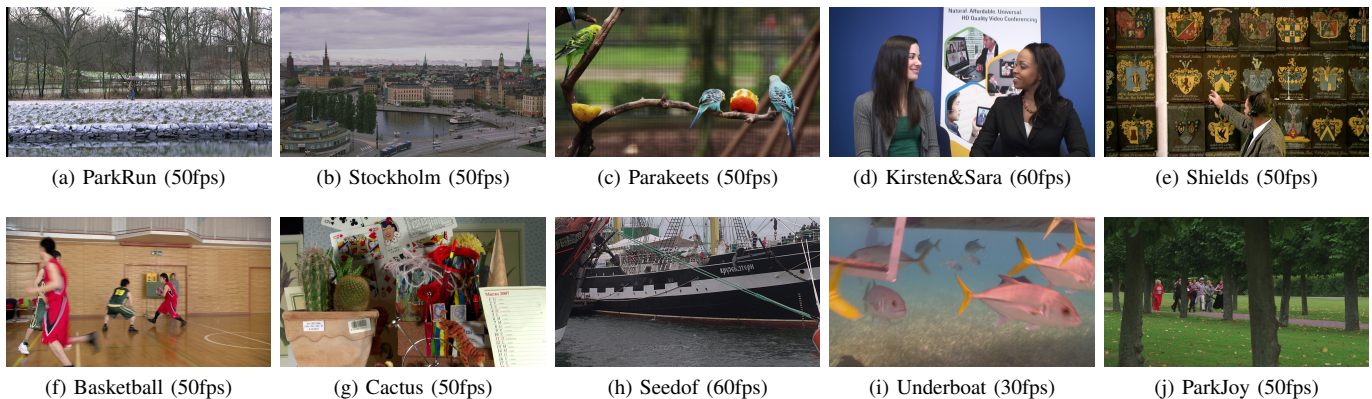 Natural. Affordable. Universal.
HD Quality Video Conferencing.
(a) ParkRun (50fps)
(b) Stockholm (50fps)
(c) Parakeets (50fps)
(d) Kirsten&Sara (60fps)
(e) Shields (50fps)
(f) Basketball (50fps)
(g) Cactus (50fps)
(h) Seedof (60fps)
(i) Underboat (30fps)
(j) ParkJoy (50fps)